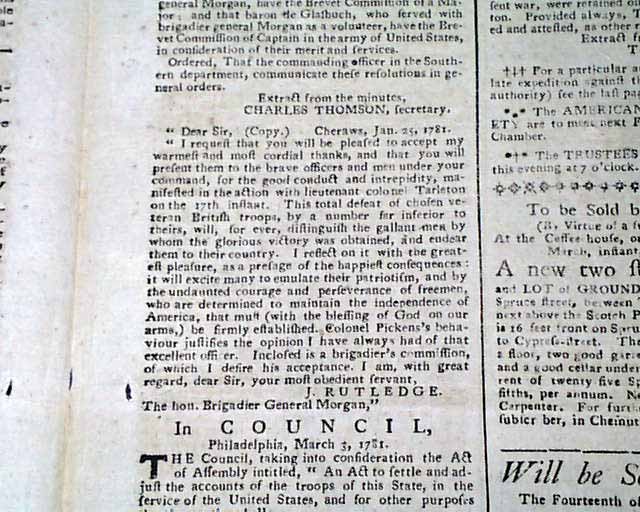 general Morgan, have the Brevet Commission of a Ma-
jor: and that baron de Glasbuch, who served with
brigadier general Morgan as a volunteer, have the Bre-
vet Commission of Captain in the army of United States,
in consideration of their merit and services.
Ordered, That the commanding officer in the South-
ern department, communicate these resolutions in ge-
neral orders.
Extract from the minutes,
CHARLES THOMSON, secretary.
" Dear Sir, (Copy.) Cheraws, Jan. 25, 1781.
" I request that you will be pleased to accept my
warmest and most cordial thanks, and that you will
present them to the brave officers and men under your
command, for the good conduct and intrepidity, ma-
nifested in the action with lieutenant colonel Tarleton
on the 17th instant. This total defeat of chosen ve-
teran British troops, by a number far inferior to
theirs, will, for ever, distinguish the gallant men by
whom the glorious victory was obtained, and endear
them to their country. I reflect on it with the great-
est pleasure, as a presage of the happiest consequences:
it will excite many to emulate their patriotism, and by
the undaunted courage and perseverance of freemen,
who are determined to maintain the independence of
America, that must (with the blessing of God on our
arms,) be firmly established. Colonel Pickens's beha-
viour justifies the opinion I have always had of that
excellent officer. Inclosed is a brigadier's commission,
of which I desire his acceptance. I am, with great
regard, dear Sir, your most obedient servant,
J. RUTLEDGE.
The hon. Brigadier General Morgan,"
In COUNCIL,
Philadelphia, March 3, 1781.
THE Council, taking into consideration the Act
of Assembly intitled, " An Act to settle and ad-
just the accounts of the troops of this State, in the
service of the United States, and for other purposes
sent war, were retained
ton. Provided always, T
ed and attested, as other
Extract f
††† For a particular a
late expedition against
authority) see the last pa
*.* The AMERICAN
ETY are to meet next F
Chamber.
*†* The TRUSTEES
this evening at 7 o'clock.
To be Sold b
(By Virtue of a
At the Coffee-house, o
March, instant
A new two st
and LOT of GROUND
Spruce street, between
next above the Scotch P
is 16 feet front on Spru
to Cypress-street. The
a floor, two good garre
and a good cellar under
rent of twenty five S
fifths, per annum. N
Carpenter. For furt
subscriber, in Chesnut
Will be S
The Fourteenth of